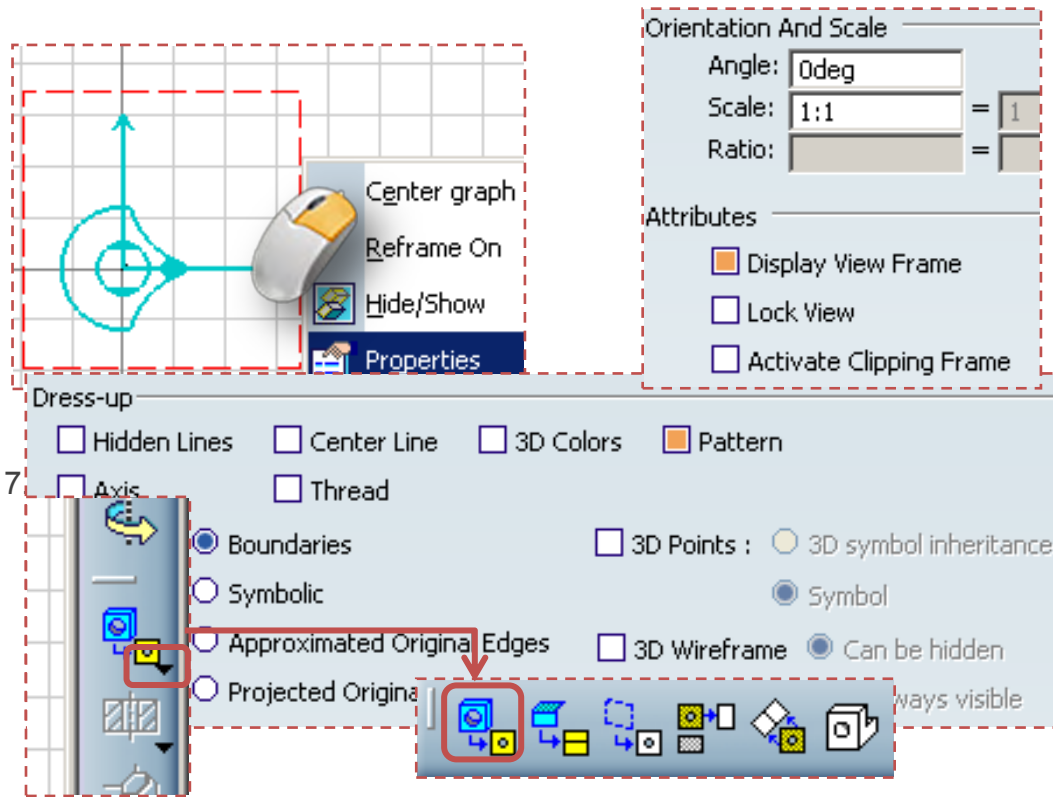 Orientation And Scale
Angle: 0deg
Scale: 1:1 = 1
Ratio: =
Center graph
Reframe On
Hide/Show
Properties
Attributes
Display View Frame
Lock View
Activate Clipping Frame
Dress-up
Hidden Lines Center Line 3D Colors Pattern
7
Axis Thread
Boundaries 3D Points : 3D symbol inheritance
Symbolic Symbol
Approximated Original Edges 3D Wireframe Can be hidden
Projected Origina ways visible